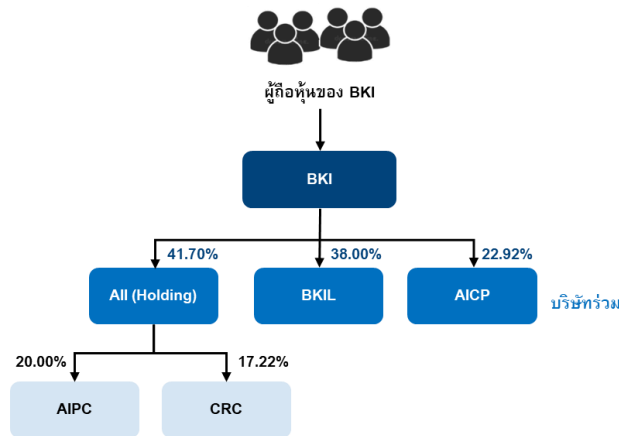 ผู้ถือหุ้นของ BKI
BKI
41.70%
38.00%
22.92%
All (Holding)
BKIL
AICP
บริษัทร่วม
20.00%
17.22%
AIPC
CRC